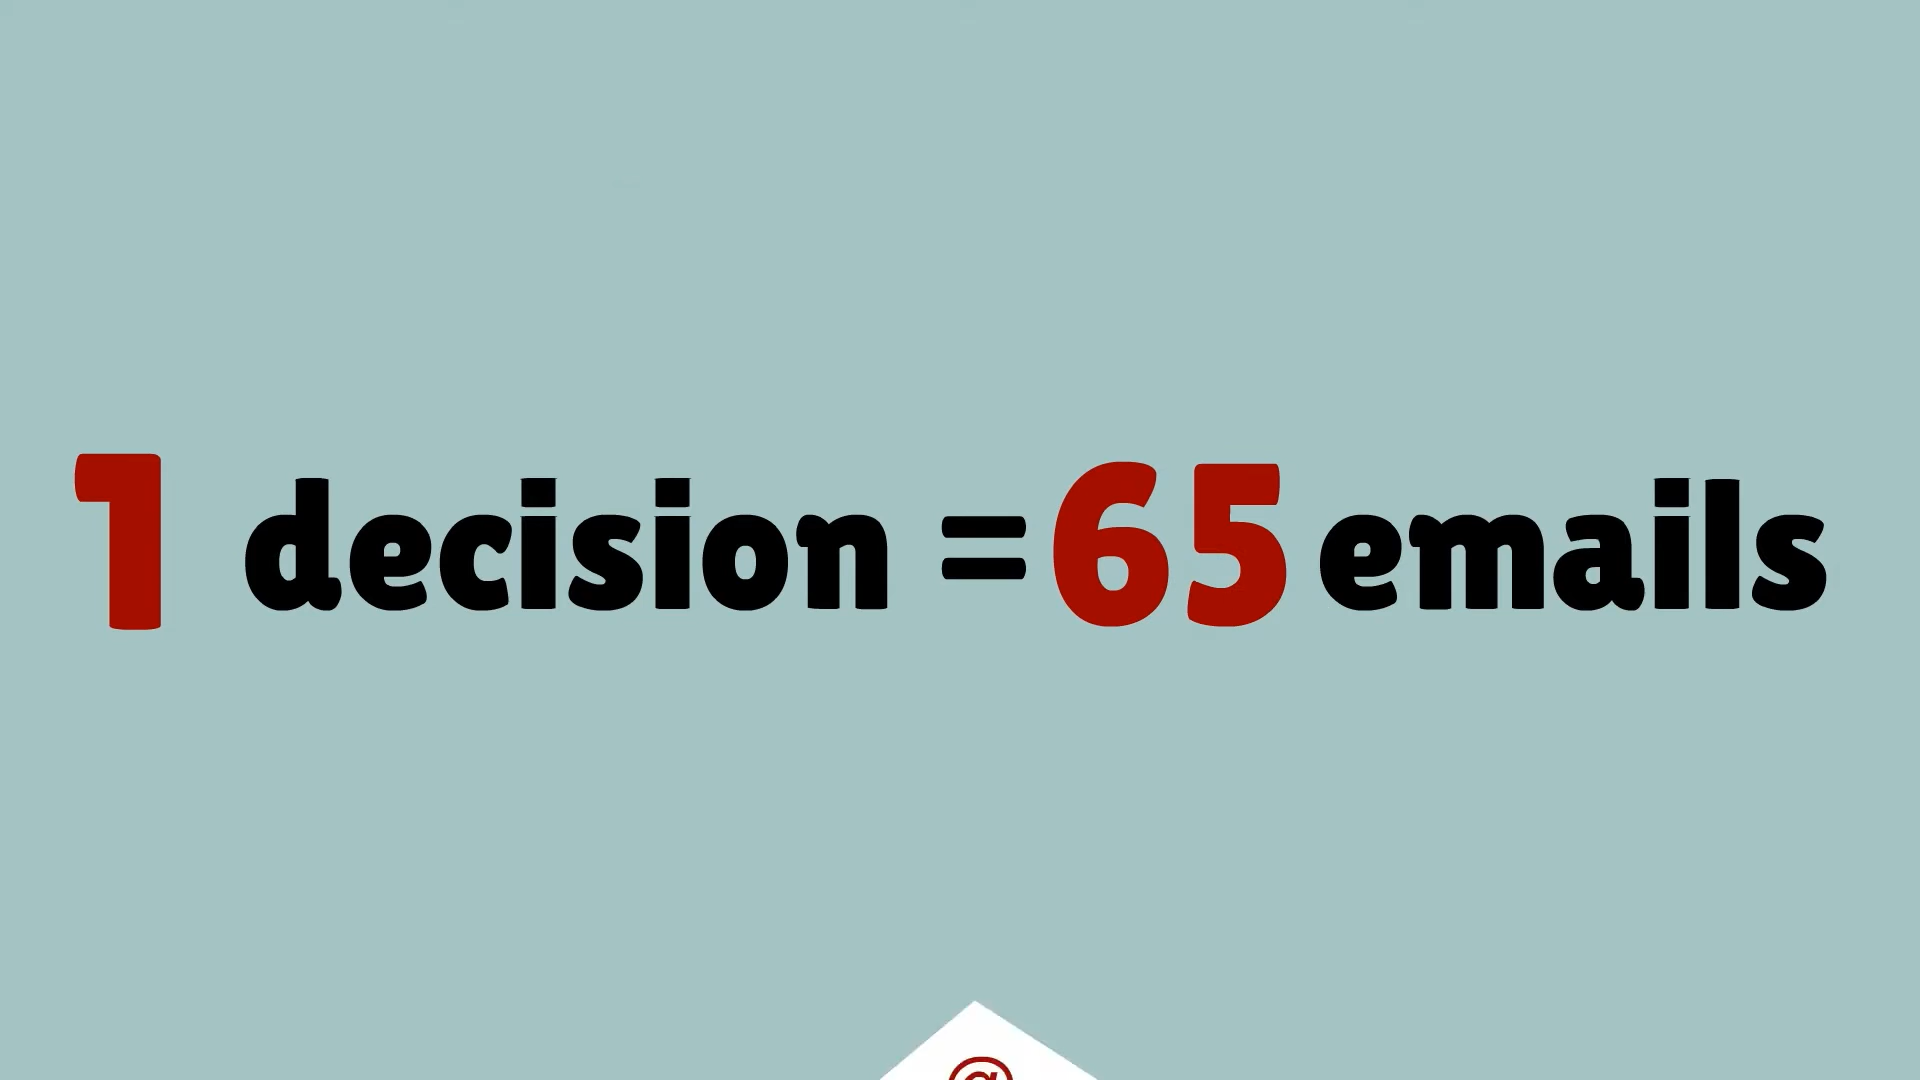 1 decision = 65 emails
@